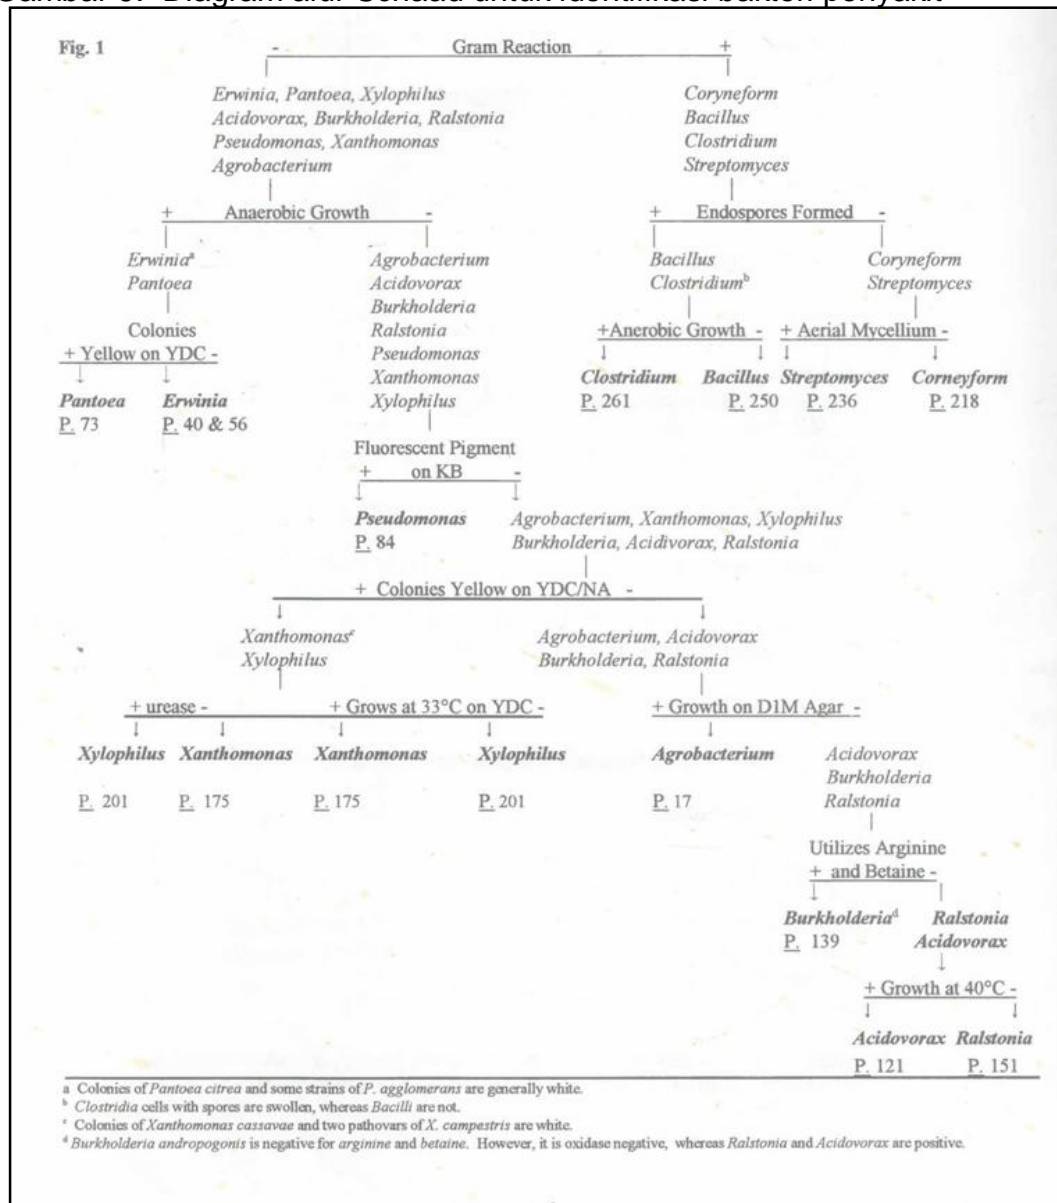 Gambar 3. Diagram alur Schaad untuk identifikasi bakteri penyakit
Fig. 1
- Gram Reaction +
Erwinia, Pantoea, Xylophilus
Acidovorax, Burkholderia, Ralstonia
Pseudomonas, Xanthomonas
Agrobacterium
Coryneform
Bacillus
Clostridium
Streptomyces
+ Anaerobic Growth -
+ Endospores Formed -
Erwiniaª
Pantoea
Agrobacterium
Acidovorax
Burkholderia
Ralstonia
Pseudomonas
Xanthomonas
Xylophilus
Bacillus
Clostridiumᵇ
Coryneform
Streptomyces
Colonies
+ Yellow on YDC -
+Anerobic Growth -
+ Aerial Mycellium -
Pantoea
P. 73
Erwinia
P. 40 & 56
Clostridium
P. 261
Bacillus
P. 250
Streptomyces
P. 236
Corneyform
P. 218
Fluorescent Pigment
+ on KB -
Pseudomonas
P. 84
Agrobacterium, Xanthomonas, Xylophilus
Burkholderia, Acidivorax, Ralstonia
+ Colonies Yellow on YDC/NA -
Xanthomonasᶜ
Xylophilus
Agrobacterium, Acidovorax
Burkholderia, Ralstonia
+ urease -
+ Grows at 33°C on YDC -
+ Growth on D1M Agar -
Xylophilus
P. 201
Xanthomonas
P. 175
Xanthomonas
P. 175
Xylophilus
P. 201
Agrobacterium
P. 17
Acidovorax
Burkholderia
Ralstonia
Utilizes Arginine
+ and Betaine -
Burkholderiaᵈ
P. 139
Ralstonia
Acidovorax
+ Growth at 40°C -
Acidovorax
P. 121
Ralstonia
P. 151
a Colonies of Pantoea citrea and some strains of P. agglomerans are generally white.
ᵇ Clostridia cells with spores are swollen, whereas Bacilli are not.
ᶜ Colonies of Xanthomonas cassavae and two pathovars of X. campestris are white.
ᵈ Burkholderia andropogonis is negative for arginine and betaine. However, it is oxidase negative, whereas Ralstonia and Acidovorax are positive.